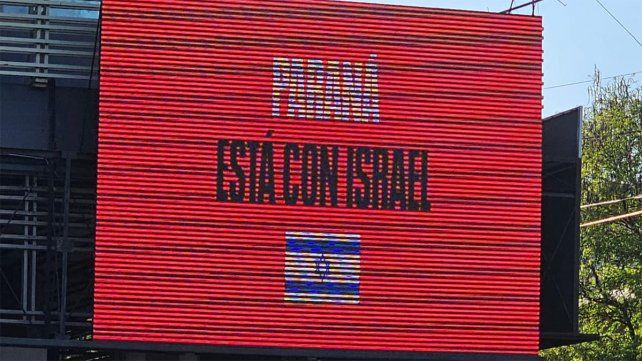 PARANÁ
ESTÁ CON ISRAEL